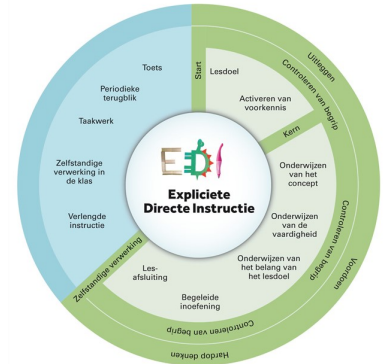 Toets
Periodieke
terugblik
Taakwerk
Zelfstandige
verwerking in
de klas
Verlengde
instructie
Start
Lesdoel
Activeren van
voorkennis
Kern
Onderwijzen
van het
concept
Onderwijzen
van de
vaardigheid
Onderwijzen van
het belang van
het lesdoel
Begeleide
inoefening
Les-
afsluiting
Zelfstandige verwerking
EDI
Expliciete
Directe Instructie
Uitleggen
Controleren van begrip
Controleren van begrip
Voordoen
Controleren van begrip
Hardop denken